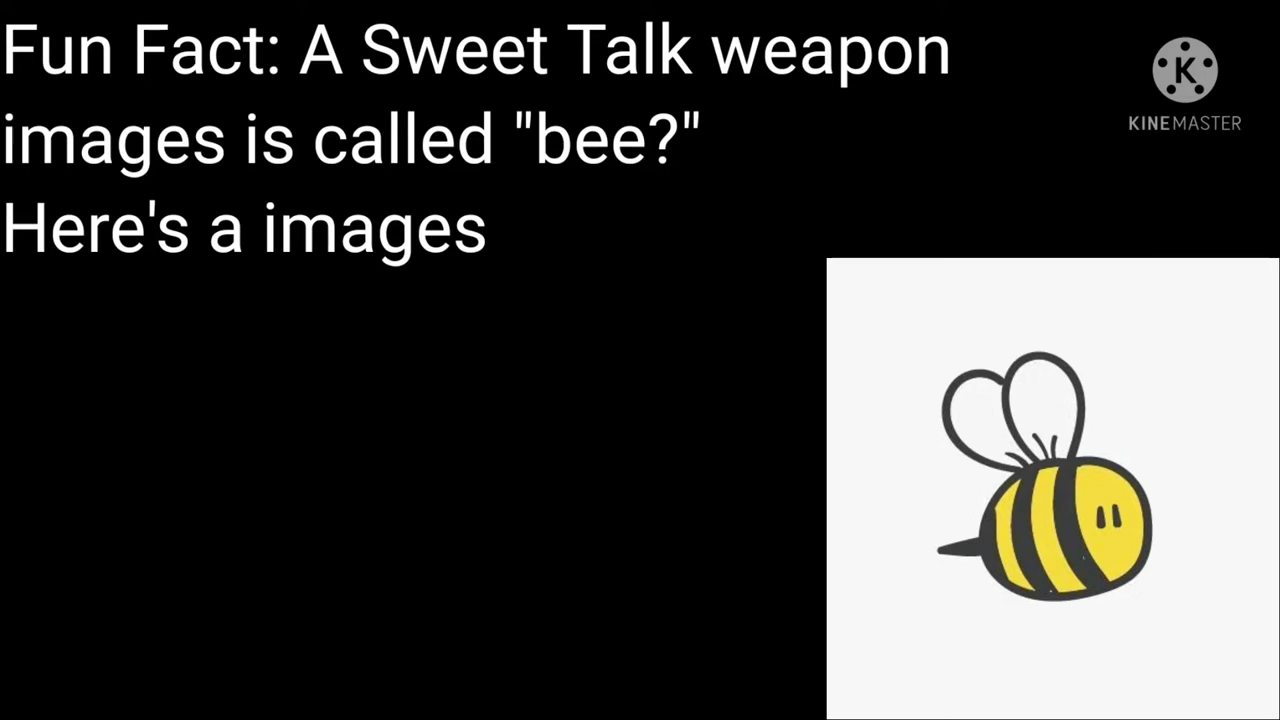 Fun Fact: A Sweet Talk weapon
images is called "bee?"
Here's a images
K
KINEMASTER